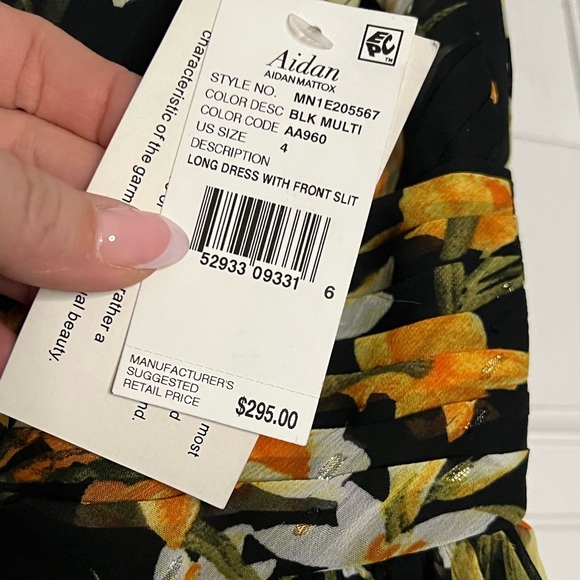 EPC™
Aidan
AIDAN MATTOX
STYLE NO. MN1E205567
COLOR DESC BLK MULTI
COLOR CODE AA960
US SIZE 4
DESCRIPTION
LONG DRESS WITH FRONT SLIT
52933 09331 6
MANUFACTURER'S
SUGGESTED
RETAIL PRICE $295.00
characteristic of the garm
rather a
al beauty.
most
d
nd.